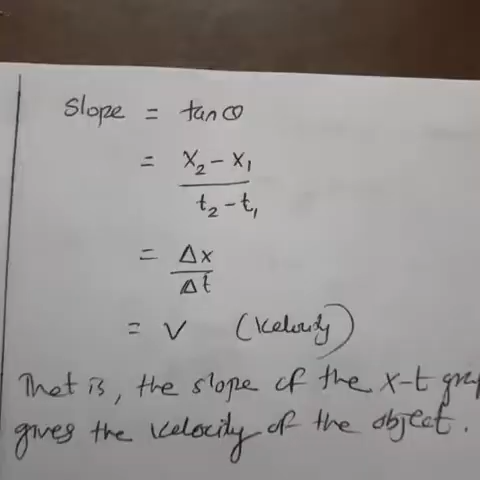 Slope = tanθ
= x₂ - x₁ / t₂ - t₁
= Δx / Δt
= V (Velocity)
That is, the slope of the x-t
gives the velocity of the object.